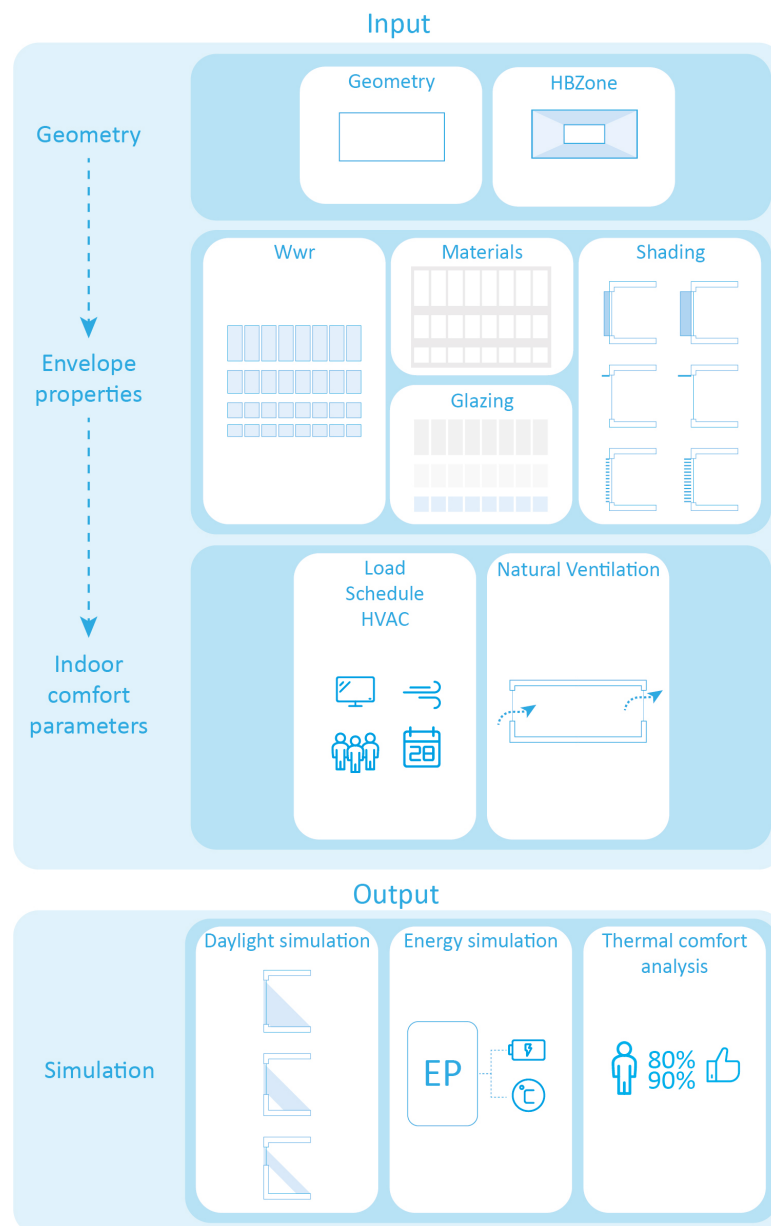 Input
Geometry
Geometry
HBZone
Envelope
properties
Wwr
Materials
Glazing
Shading
Indoor
comfort
parameters
Load
Schedule
HVAC
28
Natural Ventilation
Output
Simulation
Daylight simulation
Energy simulation
EP
°C
Thermal comfort
analysis
80%
90%